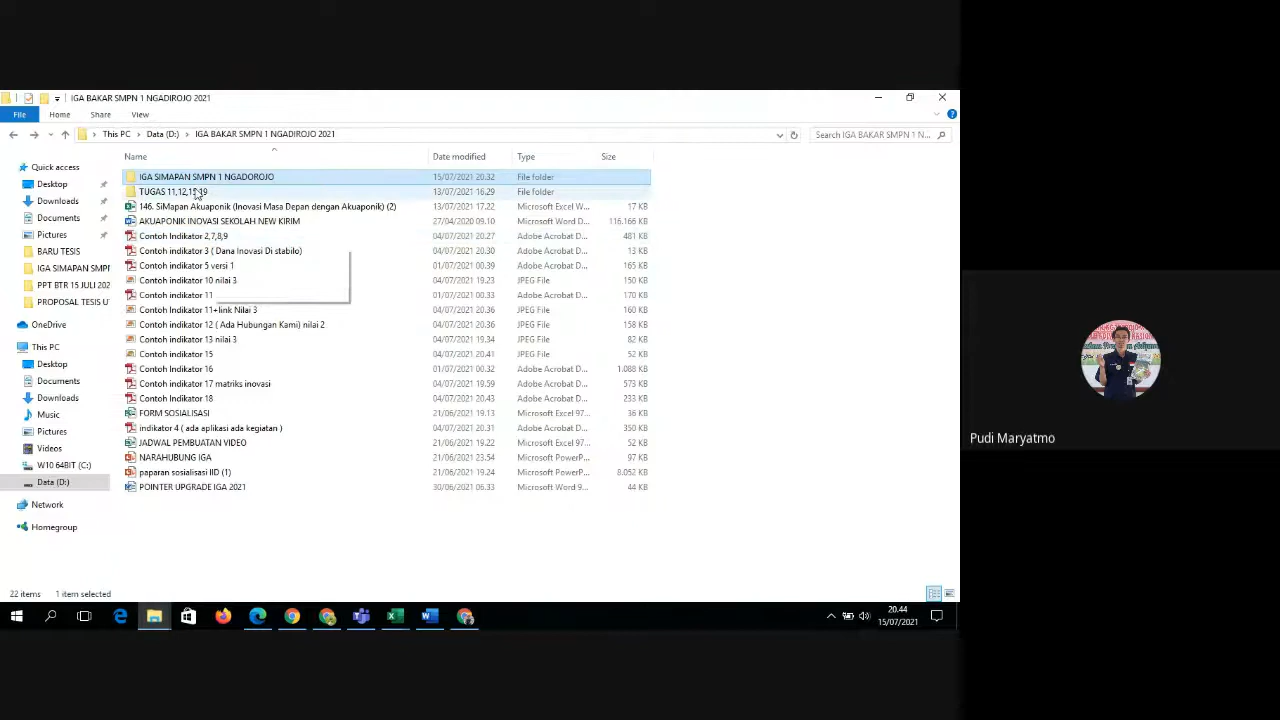 IGA BAKAR SMPN 1 NGADIROJO 2021
File Home Share View
This PC Data (D:) IGA BAKAR SMPN 1 NGADIROJO 2021
Search IGA BAKAR SMPN 1 N...
Name Date modified Type Size
Quick access
Desktop
Downloads
Documents
Pictures
BARU TESIS
IGA SIMAPAN SMPI
PPT BTR 15 JULI 202
PROPOSAL TESIS U
OneDrive
This PC
Desktop
Documents
Downloads
Music
Pictures
Videos
W10 64BIT (C:)
Data (D:)
Network
Homegroup
IGA SIMAPAN SMPN 1 NGADOROJO 15/07/2021 20.32 File folder
TUGAS 13/07/2021 16.29 File folder
146. SiMapan Akuaponik (Inovasi Masa Depan dengan Akuaponik) (2) 13/07/2021 17.22 Microsoft Excel W... 17 KB
AKUAPONIK INOVASI SEKOLAH NEW KIRIM 27/04/2020 09.10 Microsoft Word D... 116.166 KB
Contoh Indikator 2,7,8,9 04/07/2021 20.27 Adobe Acrobat D... 481 KB
Contoh indikator 3 ( Dana Inovasi Di stabilo) 04/07/2021 20.30 Adobe Acrobat D... 13 KB
Contoh indikator 5 versi 1 01/07/2021 00.39 Adobe Acrobat D... 165 KB
Contoh indikator 10 nilai 3 04/07/2021 19.23 JPEG File 150 KB
Contoh indikator 11 01/07/2021 00.33 Adobe Acrobat D... 170 KB
Contoh Indikator 11+link Nilai 3 04/07/2021 20.36 JPEG File 160 KB
Contoh indikator 12 ( Ada Hubungan Kami) nilai 2 04/07/2021 20.36 JPEG File 158 KB
Contoh indikator 13 nilai 3 04/07/2021 19.34 JPEG File 82 KB
Contoh indikator 15 04/07/2021 20.41 JPEG File 52 KB
Contoh Indikator 16 01/07/2021 00.32 Adobe Acrobat D... 1.088 KB
Contoh indikator 17 matriks inovasi 04/07/2021 19.59 Adobe Acrobat D... 573 KB
Contoh Indikator 18 04/07/2021 20.43 Adobe Acrobat D... 233 KB
FORM SOSIALISASI 21/06/2021 19.13 Microsoft Excel 97... 36 KB
indikator 4 ( ada aplikasi ada kegiatan ) 04/07/2021 20.31 Adobe Acrobat D... 350 KB
JADWAL PEMBUATAN VIDEO 21/06/2021 19.22 Microsoft Excel 97... 52 KB
NARAHUBUNG IGA 21/06/2021 23.54 Microsoft PowerP... 97 KB
paparan sosialisasi IID (1) 21/06/2021 19.24 Microsoft PowerP... 8.052 KB
POINTER UPGRADE IGA 2021 30/06/2021 06.33 Microsoft Word 9... 44 KB
22 items 1 item selected
20.44
15/07/2021
Pudi Maryatmo